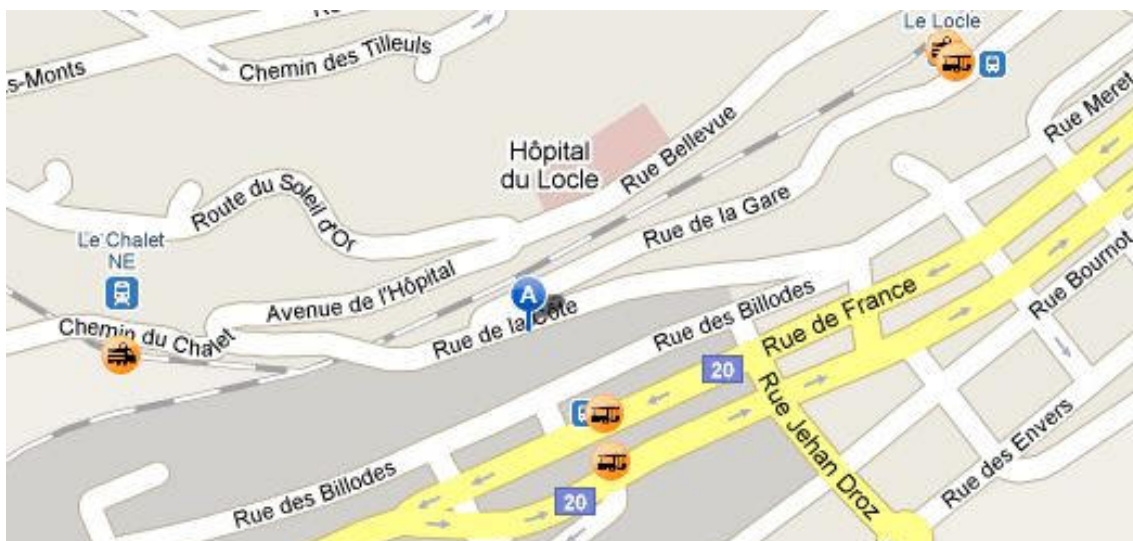 Le Locle
Chemin des Tilleuls
s-Monts
Rue Meret
Rue Bellevue
Hôpital
du Locle
Route du Soleil d'Or
Rue de la Gare
Le Chalet
NE
Avenue de l'Hôpital
Rue Bournot
A
Chemin du Chalet
Rue de la Côte
Rue des Billodes
Rue de France
20
Rue Jehan Droz
Rue des Envers
Rue des Billodes
20